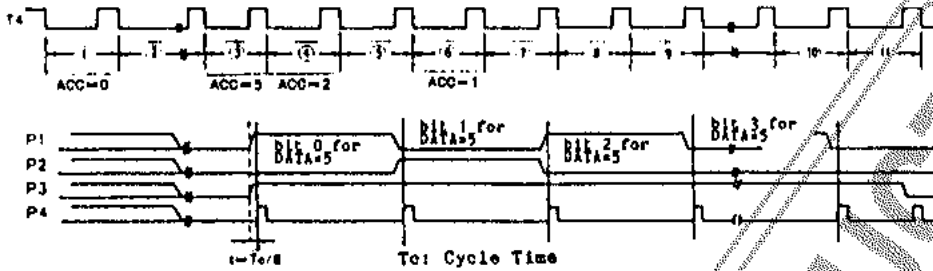 T4
1 2 3 4 5 6 7 8 9 10 11
ACC=0 ACC=5 ACC=2 ACC=1
P1 bit 0 for DATA=5 bit 1 for DATA=5 bit 2 for DATA=5 bit 3 for DATA=5
P2
P3
P4
t=Tc/8 Tc: Cycle Time